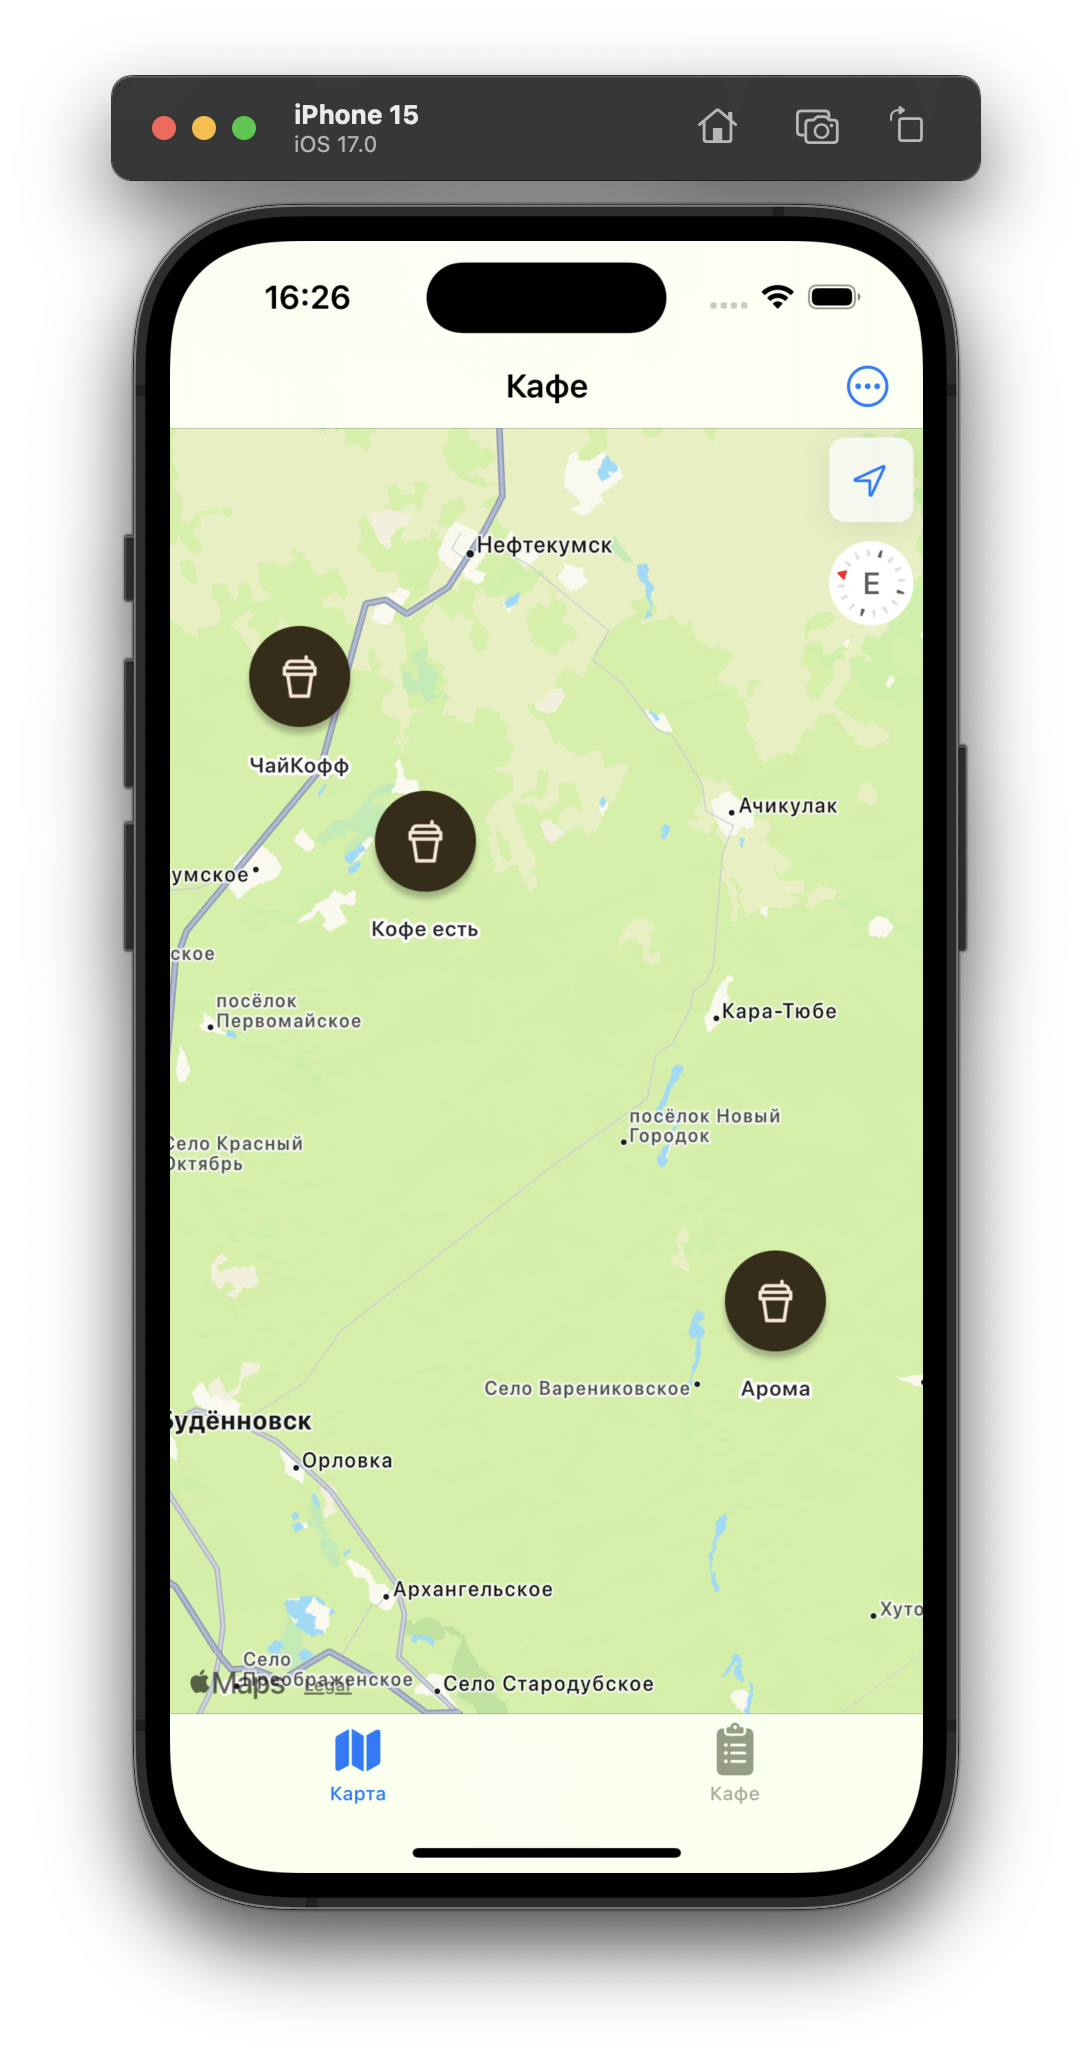 iPhone 15
iOS 17.0
16:26
Кафе
Нефтекумск
E
ЧайКофф
Ачикулак
умское
Кофе есть
ское
посёлок
Первомайское
Кара-Тюбе
посёлок Новый
Городок
Село Красный
Октябрь
Село Варениковское
Арома
Будённовск
Орловка
Архангельское
Хуто
Село
Преображенское
Maps
Legal
Село Стародубское
Карта
Кафе